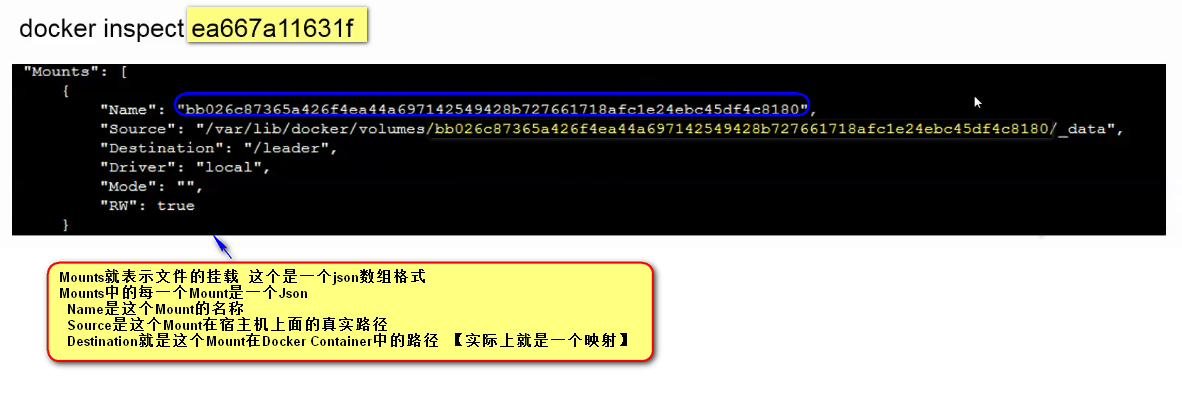 docker inspect ea667a11631f
"Mounts": [
{
"Name": "bb026c87365a426f4ea44a697142549428b727661718afc1e24ebc45df4c8180",
"Source": "/var/lib/docker/volumes/bb026c87365a426f4ea44a697142549428b727661718afc1e24ebc45df4c8180/_data",
"Destination": "/leader",
"Driver": "local",
"Mode": "",
"RW": true
}
Mounts就表示文件的挂载 这个是一个json数组格式
Mounts中的每一个Mount是一个Json
Name是这个Mount的名称
Source是这个Mount在宿主机上面的真实路径
Destination就是这个Mount在Docker Container中的路径 【实际上就是一个映射】